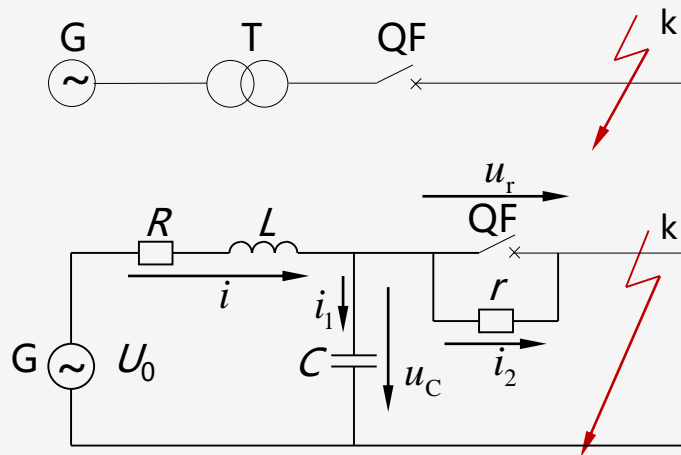 G T QF k
~
u_r
R L QF k
i i_1 r
G ~ U_0 C u_C i_2